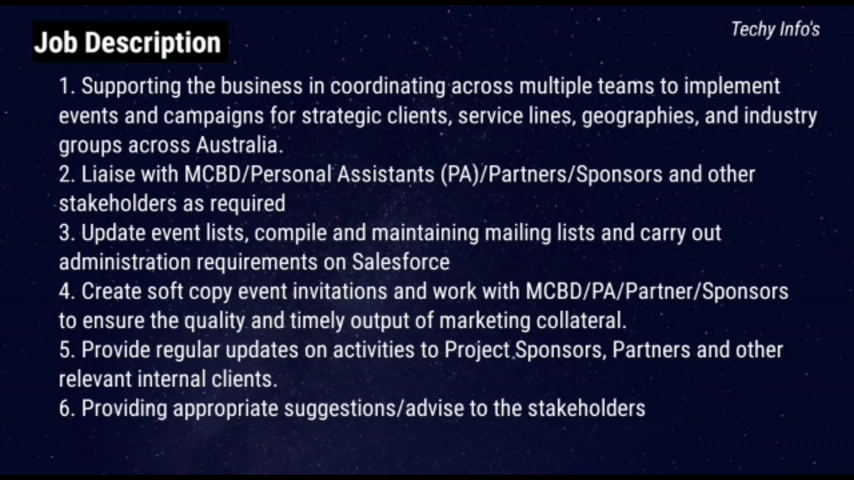 Techy Info's
Job Description
1. Supporting the business in coordinating across multiple teams to implement
events and campaigns for strategic clients, service lines, geographies, and industry
groups across Australia.
2. Liaise with MCBD/Personal Assistants (PA)/Partners/Sponsors and other
stakeholders as required
3. Update event lists, compile and maintaining mailing lists and carry out
administration requirements on Salesforce
4. Create soft copy event invitations and work with MCBD/PA/Partner/Sponsors
to ensure the quality and timely output of marketing collateral.
5. Provide regular updates on activities to Project Sponsors, Partners and other
relevant internal clients.
6. Providing appropriate suggestions/advise to the stakeholders